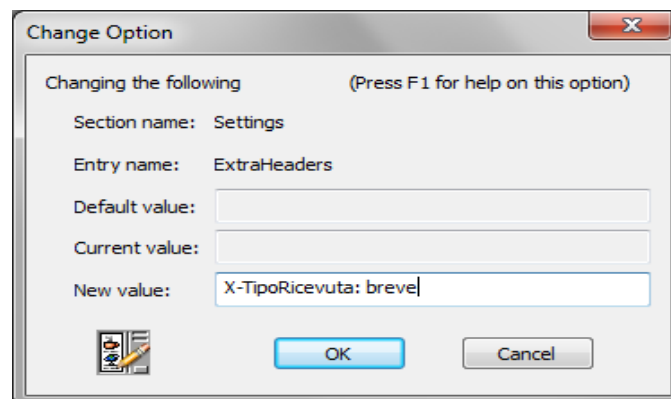 Change Option
Changing the following (Press F1 for help on this option)
Section name: Settings
Entry name: ExtraHeaders
Default value:
Current value:
New value: X-TipoRicevuta: breve
OK Cancel